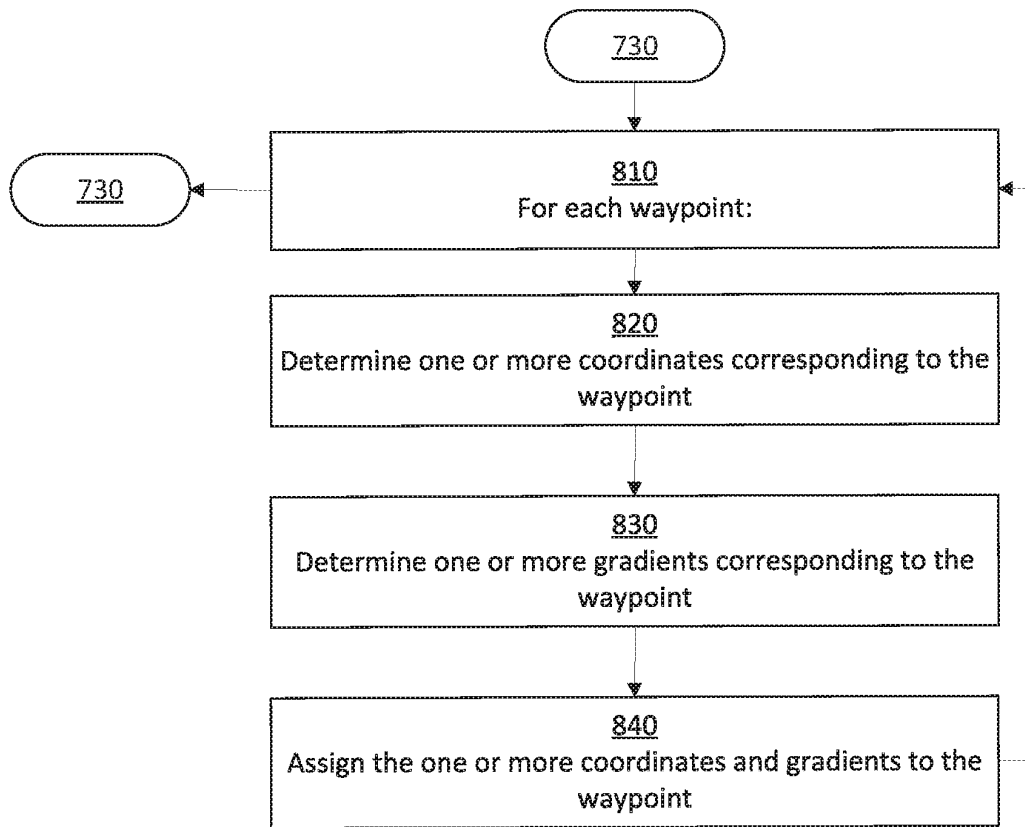 730
730
810
For each waypoint:
820
Determine one or more coordinates corresponding to the
waypoint
830
Determine one or more gradients corresponding to the
waypoint
840
Assign the one or more coordinates and gradients to the
waypoint